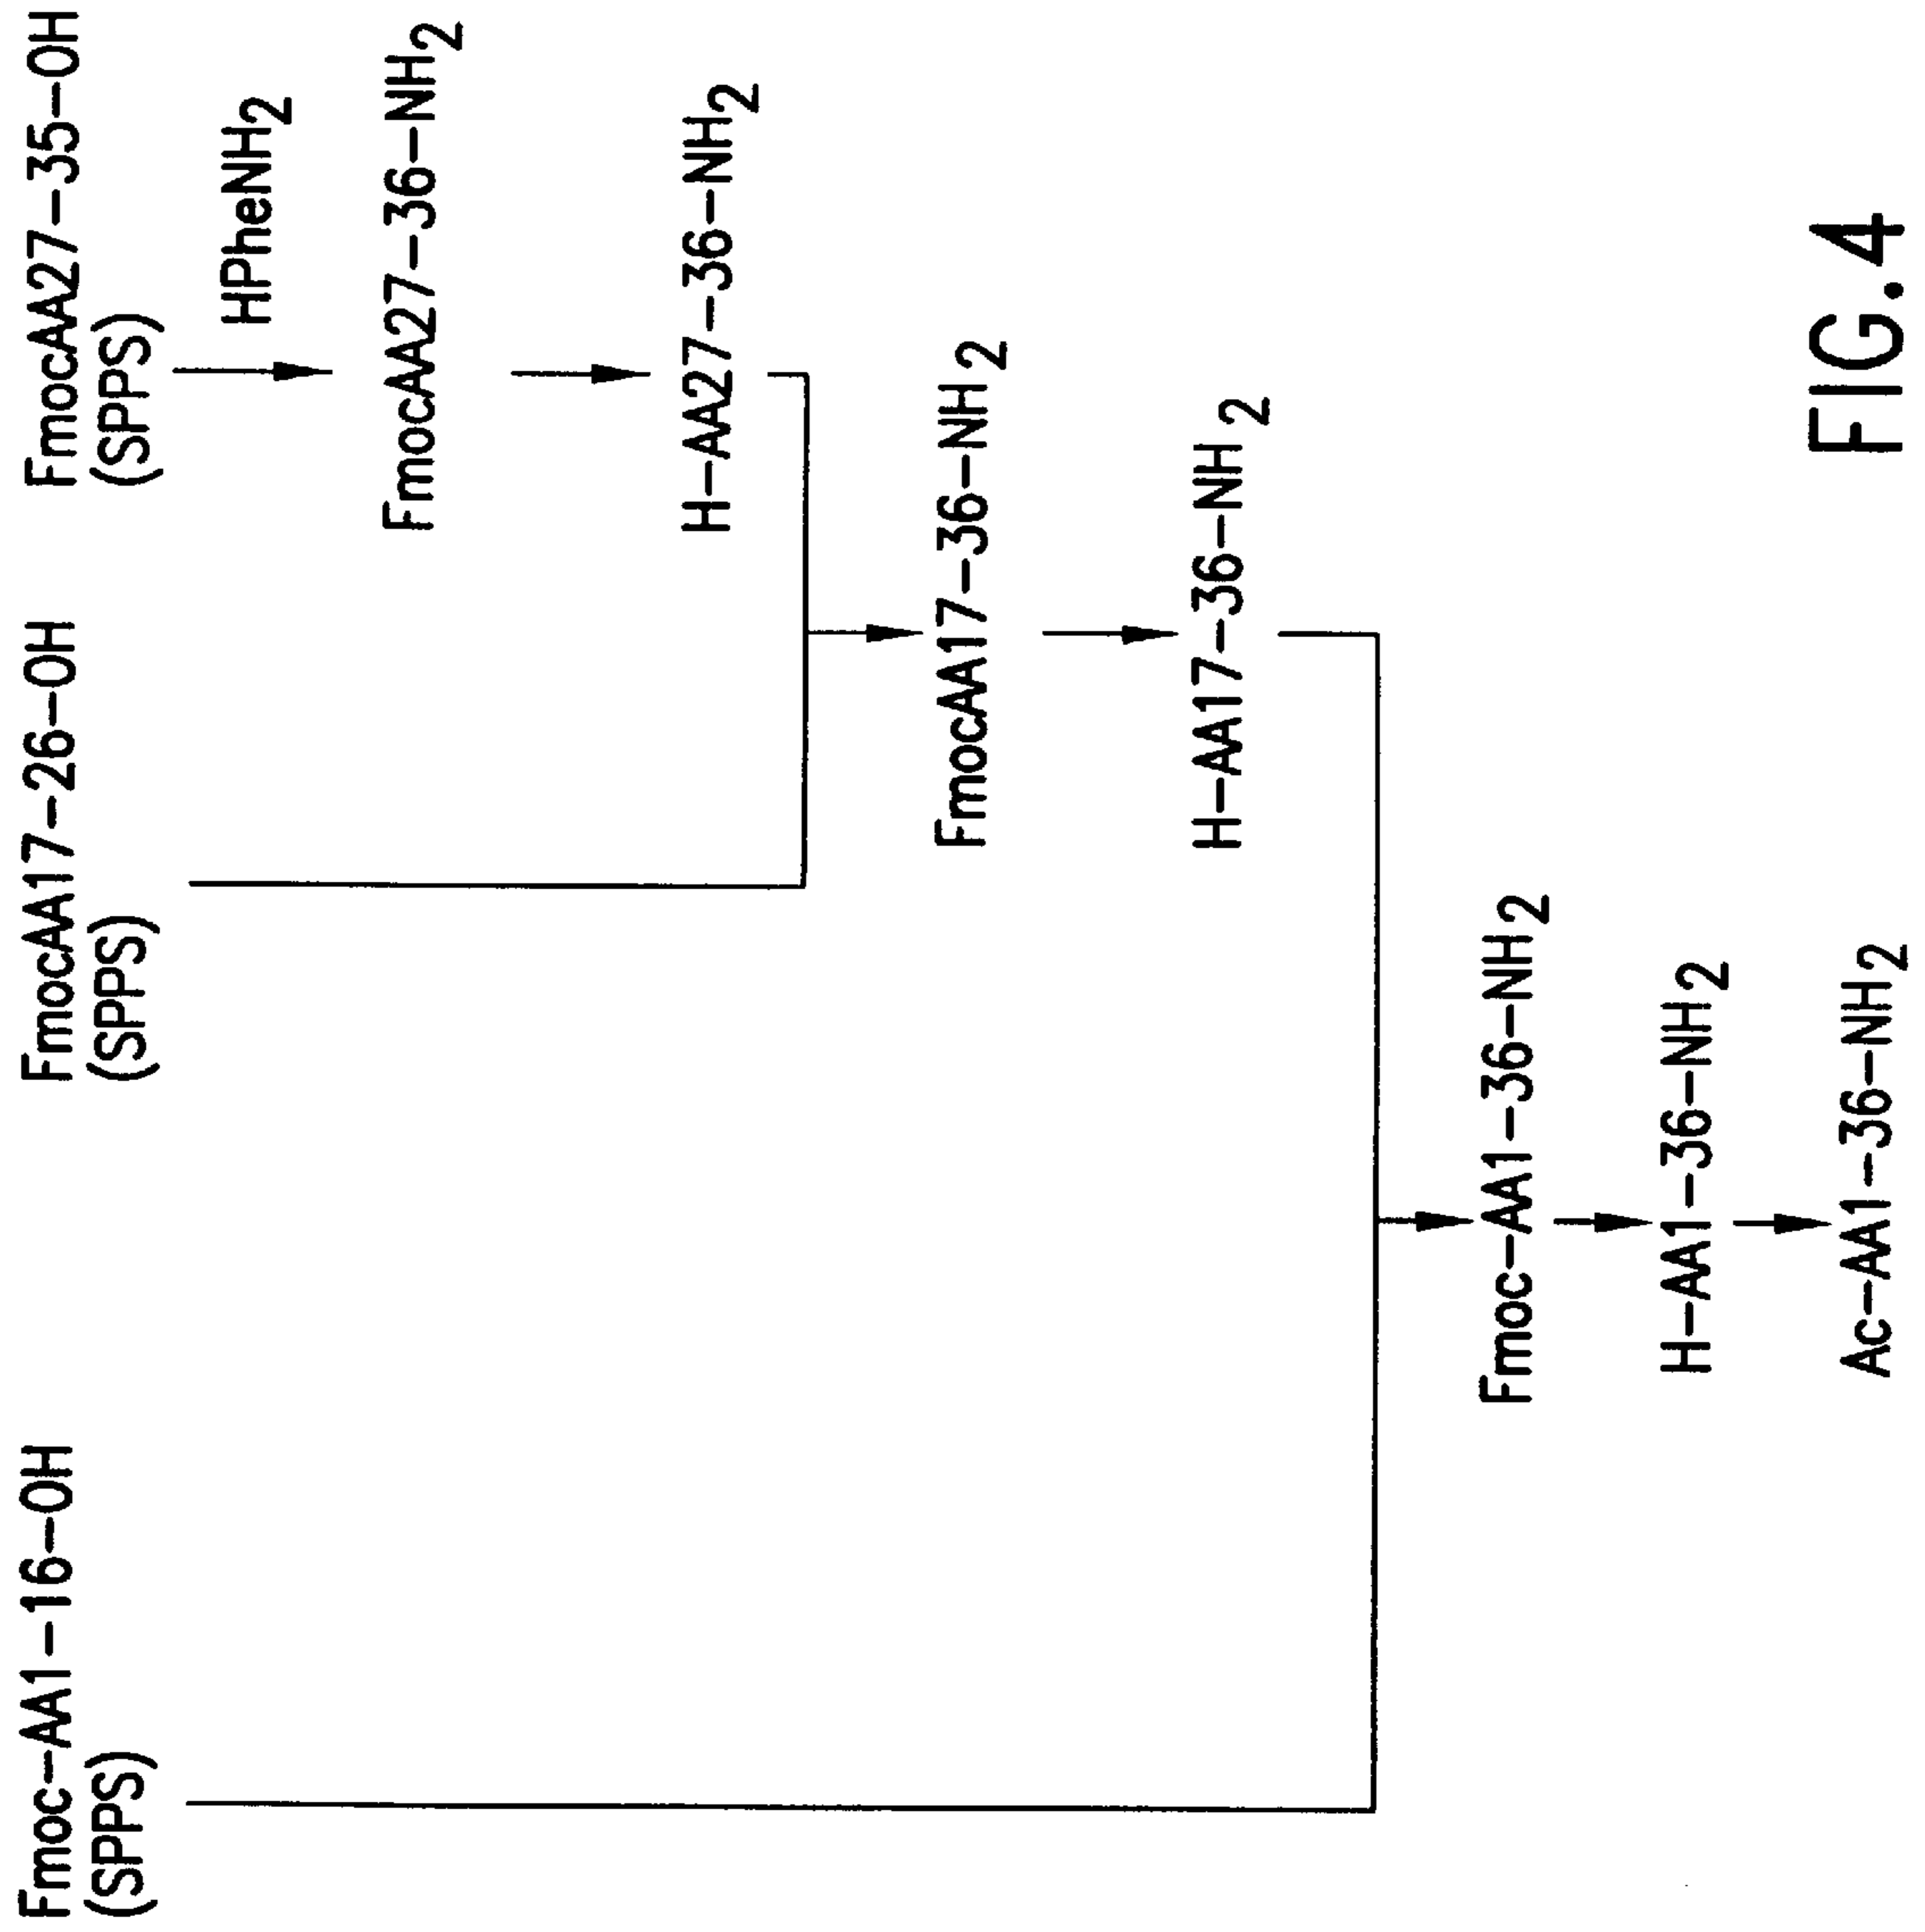 Fmoc-AA1-16-OH
(SPPS)
FmocAA17-26-OH
(SPPS)
FmocAA27-35-OH
(SPPS)
HPheNH2
FmocAA27-36-NH2
H-AA27-36-NH2
FmocAA17-36-NH2
H-AA17-36-NH2
Fmoc-AA1-36-NH2
H-AA1-36-NH2
Ac-AA1-36-NH2
FIG. 4